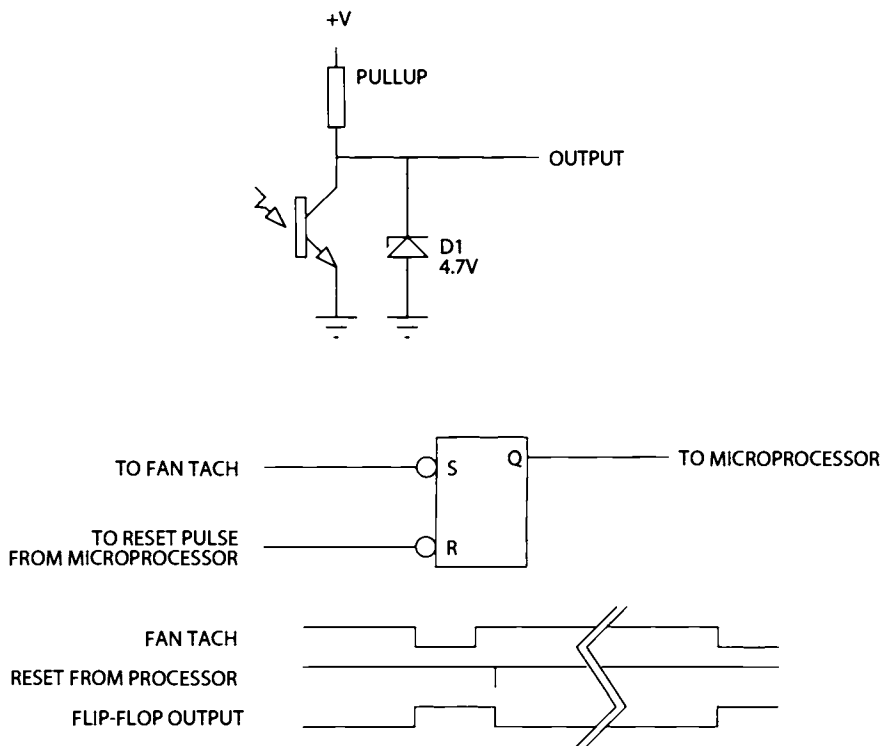 +V
PULLUP
OUTPUT
D1
4.7V
TO FAN TACH
S
Q
TO MICROPROCESSOR
TO RESET PULSE
FROM MICROPROCESSOR
R
FAN TACH
RESET FROM PROCESSOR
FLIP-FLOP OUTPUT